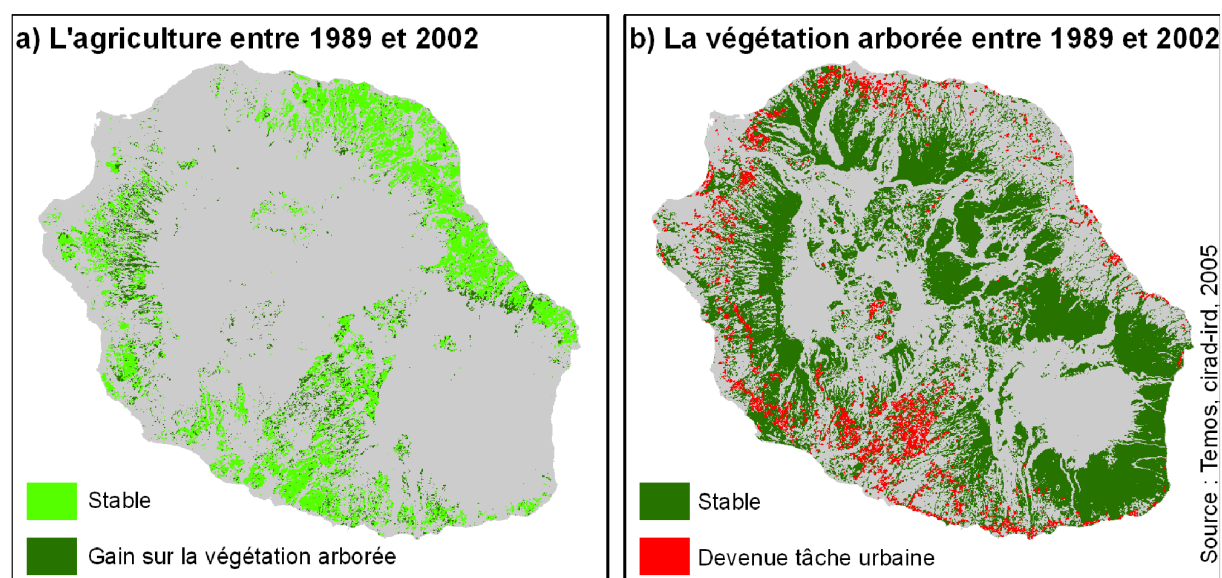 a) L'agriculture entre 1989 et 2002
Stable
Gain sur la végétation arborée
b) La végétation arborée entre 1989 et 2002
Stable
Devenue tâche urbaine
Source : Temos, cirad-ird, 2005